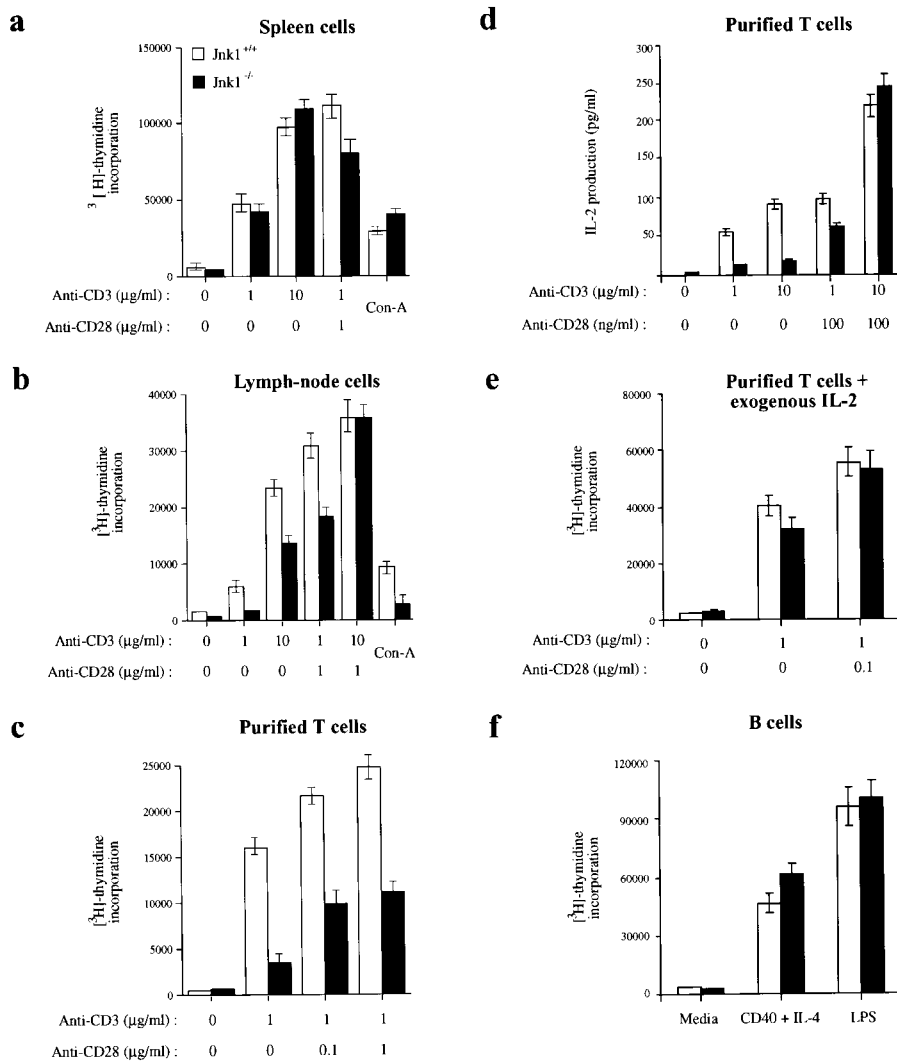 a
Spleen cells
150000
100000
50000
0
3 [ H]-thymidine
incorporation
Jnk1+/+
Jnk1-/-
Anti-CD3 (µg/ml) : 0 1 10 1 Con-A
Anti-CD28 (µg/ml) : 0 0 0 1
b
Lymph-node cells
40000
30000
20000
10000
0
[3H]-thymidine
incorporation
Anti-CD3 (µg/ml) : 0 1 10 1 10 Con-A
Anti-CD28 (µg/ml) : 0 0 0 1 1
c
Purified T cells
25000
20000
15000
10000
5000
0
[3H]-thymidine
incorporation
Anti-CD3 (µg/ml) : 0 1 1 1
Anti-CD28 (µg/ml) : 0 0 0.1 1
d
Purified T cells
300
250
200
150
100
50
IL-2 production (pg/ml)
Anti-CD3 (µg/ml) : 0 1 10 1 10
Anti-CD28 (ng/ml) : 0 0 0 100 100
e
Purified T cells +
exogenous IL-2
80000
60000
40000
20000
0
[3H]-thymidine
incorporation
Anti-CD3 (µg/ml) : 0 1 1
Anti-CD28 (µg/ml) : 0 0 0.1
f
B cells
120000
90000
60000
30000
0
[3H]-thymidine
incorporation
Media CD40 + IL-4 LPS